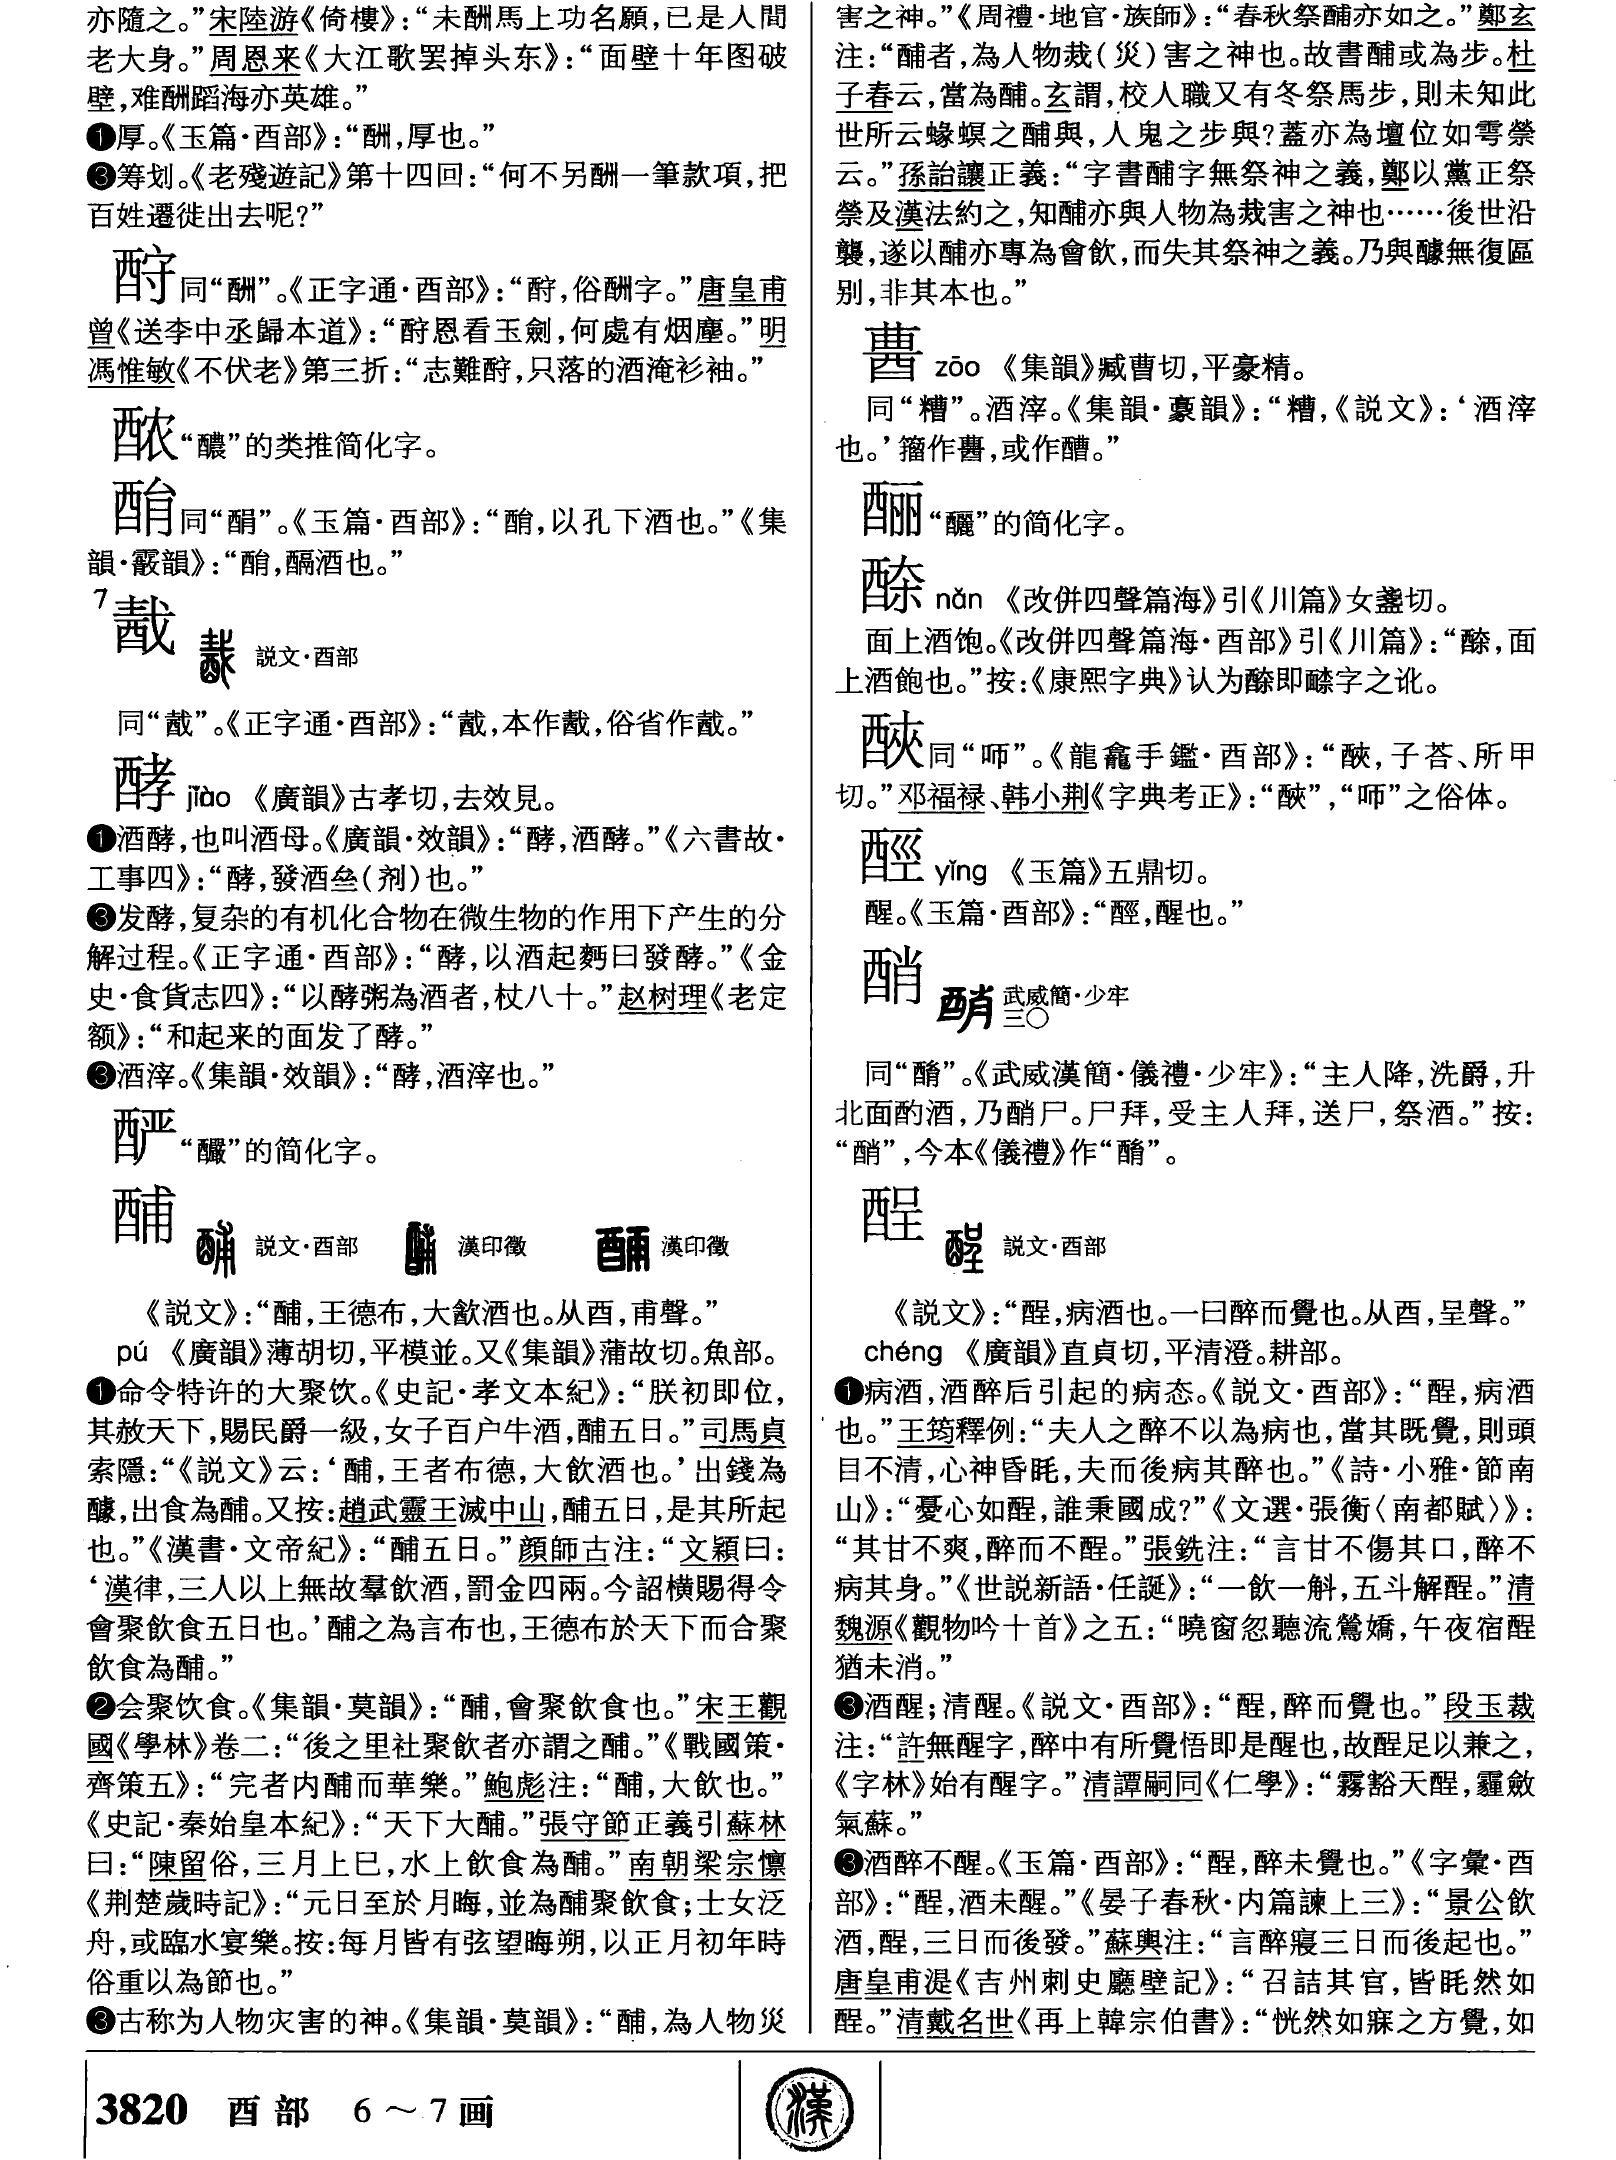 亦隨之。”宋陸游《倚樓》：“未酬馬上功名願，已是人間
老大身。”周恩来《大江歌罢掉头东》：“面壁十年图破
壁，难酬蹈海亦英雄。”
❶厚。《玉篇·酉部》：“酬，厚也。”
❸筹划。《老殘遊記》第十四回：“何不另酬一筆款項，把
百姓遷徙出去呢？”
酧同“酬”。《正字通·酉部》：“酧，俗酬字。”唐皇甫
曾《送李中丞歸本道》：“酧恩看玉劍，何處有烟塵。”明
馮惟敏《不伏老》第三折：“志難酧，只落的酒淹衫袖。”
𬪩“醲”的类推简化字。
同“酳”。《玉篇·酉部》：“，以孔下酒也。”《集
韻·霰韻》：“，酒也。”
7
説文·酉部
同“胾”。《正字通·酉部》：“，本作，俗省作。”
酵 jiào 《廣韻》古孝切，去效見。
❶酒酵，也叫酒母。《廣韻·效韻》：“酵，酒酵。”《六書故·
工事四》：“酵，發酒㿝（剂）也。”
❸发酵，复杂的有机化合物在微生物的作用下产生的分
解过程。《正字通·酉部》：“酵，以酒起麪曰發酵。”《金
史·食貨志四》：“以酵粥為酒者，杖八十。”赵树理《老定
额》：“和起来的面发了酵。”
❸酒滓。《集韻·效韻》：“酵，酒滓也。”
酽“釅”的简化字。
酺 説文·酉部 漢印徵 漢印徵
《説文》：“酺，王德布，大㱃酒也。从酉，甫聲。”
pú 《廣韻》薄胡切，平模並。又《集韻》蒲故切。魚部。
❶命令特许的大聚饮。《史記·孝文本紀》：“朕初即位，
其赦天下，賜民爵一級，女子百户牛酒，酺五日。”司馬貞
索隱：“《説文》云：‘酺，王者布德，大飲酒也。’出錢為
醵，出食為酺。又按：趙武靈王滅中山，酺五日，是其所起
也。”《漢書·文帝紀》：“酺五日。”顔師古注：“文穎曰：
‘漢律，三人以上無故羣飲酒，罰金四兩。今詔横賜得令
會聚飲食五日也。’酺之為言布也，王德布於天下而合聚
飲食為酺。”
❷会聚饮食。《集韻·莫韻》：“酺，會聚飲食也。”宋王觀
國《學林》卷二：“後之里社聚飲者亦謂之酺。”《戰國策·
齊策五》：“完者内酺而華樂。”鮑彪注：“酺，大飲也。”
《史記·秦始皇本紀》：“天下大酺。”張守節正義引蘇林
曰：“陳留俗，三月上巳，水上飲食為酺。”南朝梁宗懍
《荆楚歲時記》：“元日至於月晦，並為酺聚飲食；士女泛
舟，或臨水宴樂。按：每月皆有弦望晦朔，以正月初年時
俗重以為節也。”
❸古称为人物灾害的神。《集韻·莫韻》：“酺，為人物災
害之神。”《周禮·地官·族師》：“春秋祭酺亦如之。”鄭玄
注：“酺者，為人物烖（災）害之神也。故書酺或為步。杜
子春云，當為酺。玄謂，校人職又有冬祭馬步，則未知此
世所云蝝螟之酺與，人鬼之步與？蓋亦為壇位如雩禜
云。”孫詒讓正義：“字書酺字無祭神之義，鄭以黨正祭
禜及漢法約之，知酺亦與人物為烖害之神也……後世沿
襲，遂以酺亦專為會飲，而失其祭神之義。乃與醵無復區
别，非其本也。”
zāo 《集韻》臧曹切，平豪精。
同“糟”。酒滓。《集韻·豪韻》：“糟，《説文》：‘酒滓
也。’籀作，或作醩。”
酾“釃”的简化字。
nǎn 《改併四聲篇海》引《川篇》女盞切。
面上酒饱。《改併四聲篇海·酉部》引《川篇》：“，面
上酒飽也。”按：《康熙字典》认为即字之讹。
同“咂”。《龍龕手鑑·酉部》：“，子荅、所甲
切。”邓福禄、韩小荆《字典考正》：“”，“”之俗体。
yǐng 《玉篇》五鼎切。
醒。《玉篇·酉部》：“，醒也。”
武威簡·少牢
三〇
同“酳”。《武威漢簡·儀禮·少牢》：“主人降，洗爵，升
北面酌酒，乃尸。尸拜，受主人拜，送尸，祭酒。”按：
“”，今本《儀禮》作“酳”。
酲 説文·酉部
《説文》：“酲，病酒也。一曰醉而覺也。从酉，呈聲。”
chéng 《廣韻》直貞切，平清澄。耕部。
❶病酒，酒醉后引起的病态。《説文·酉部》：“酲，病酒
也。”王筠釋例：“夫人之醉不以為病也，當其既覺，則頭
目不清，心神昏眊，夫而後病其醉也。”《詩·小雅·節南
山》：“憂心如酲，誰秉國成？”《文選·張衡〈南都賦〉》：
“其甘不爽，醉而不酲。”張銑注：“言甘不傷其口，醉不
病其身。”《世説新語·任誕》：“一飲一斛，五斗解酲。”清
魏源《觀物吟十首》之五：“曉窗忽聽流鶯嬌，午夜宿酲
猶未消。”
❸酒醒；清醒。《説文·酉部》：“酲，醉而覺也。”段玉裁
注：“許無醒字，醉中有所覺悟即是醒也，故酲足以兼之，
《字林》始有醒字。”清譚嗣同《仁學》：“霧豁天酲，霾斂
氣蘇。”
❸酒醉不醒。《玉篇·酉部》：“酲，醉未覺也。”《字彙·酉
部》：“酲，酒未醒。”《晏子春秋·内篇諫上三》：“景公飲
酒，酲，三日而後發。”蘇輿注：“言醉寢三日而後起也。”
唐皇甫湜《吉州刺史廳壁記》：“召詰其官，皆眊然如
酲。”清戴名世《再上韓宗伯書》：“恍然如寐之方覺，如
3820 酉部 6～7画
漢